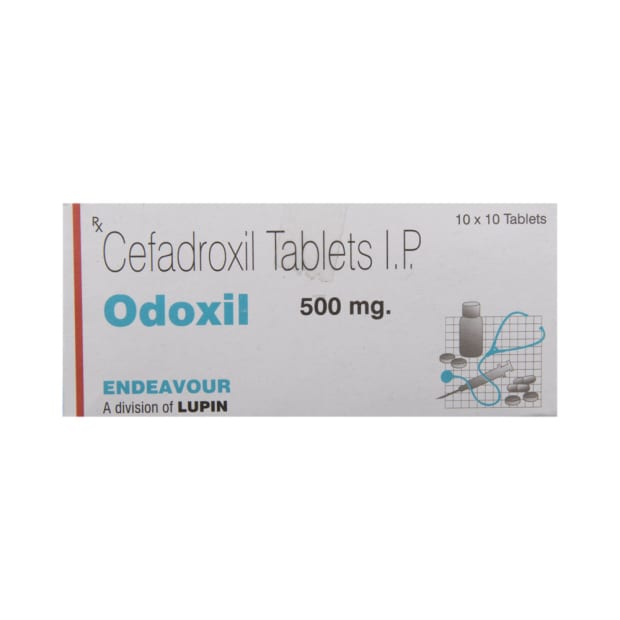 Rx
Cefadroxil Tablets I.P.
10 x 10 Tablets
Odoxil 500 mg.
ENDEAVOUR
A division of LUPIN